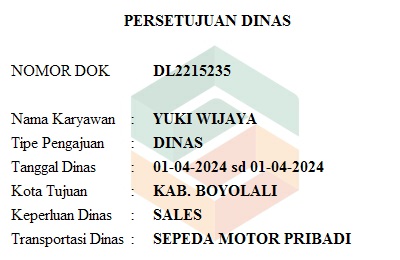 PERSETUJUAN DINAS
NOMOR DOK DL2215235
Nama Karyawan : YUKI WIJAYA
Tipe Pengajuan : DINAS
Tanggal Dinas : 01-04-2024 sd 01-04-2024
Kota Tujuan : KAB. BOYOLALI
Keperluan Dinas : SALES
Transportasi Dinas : SEPEDA MOTOR PRIBADI